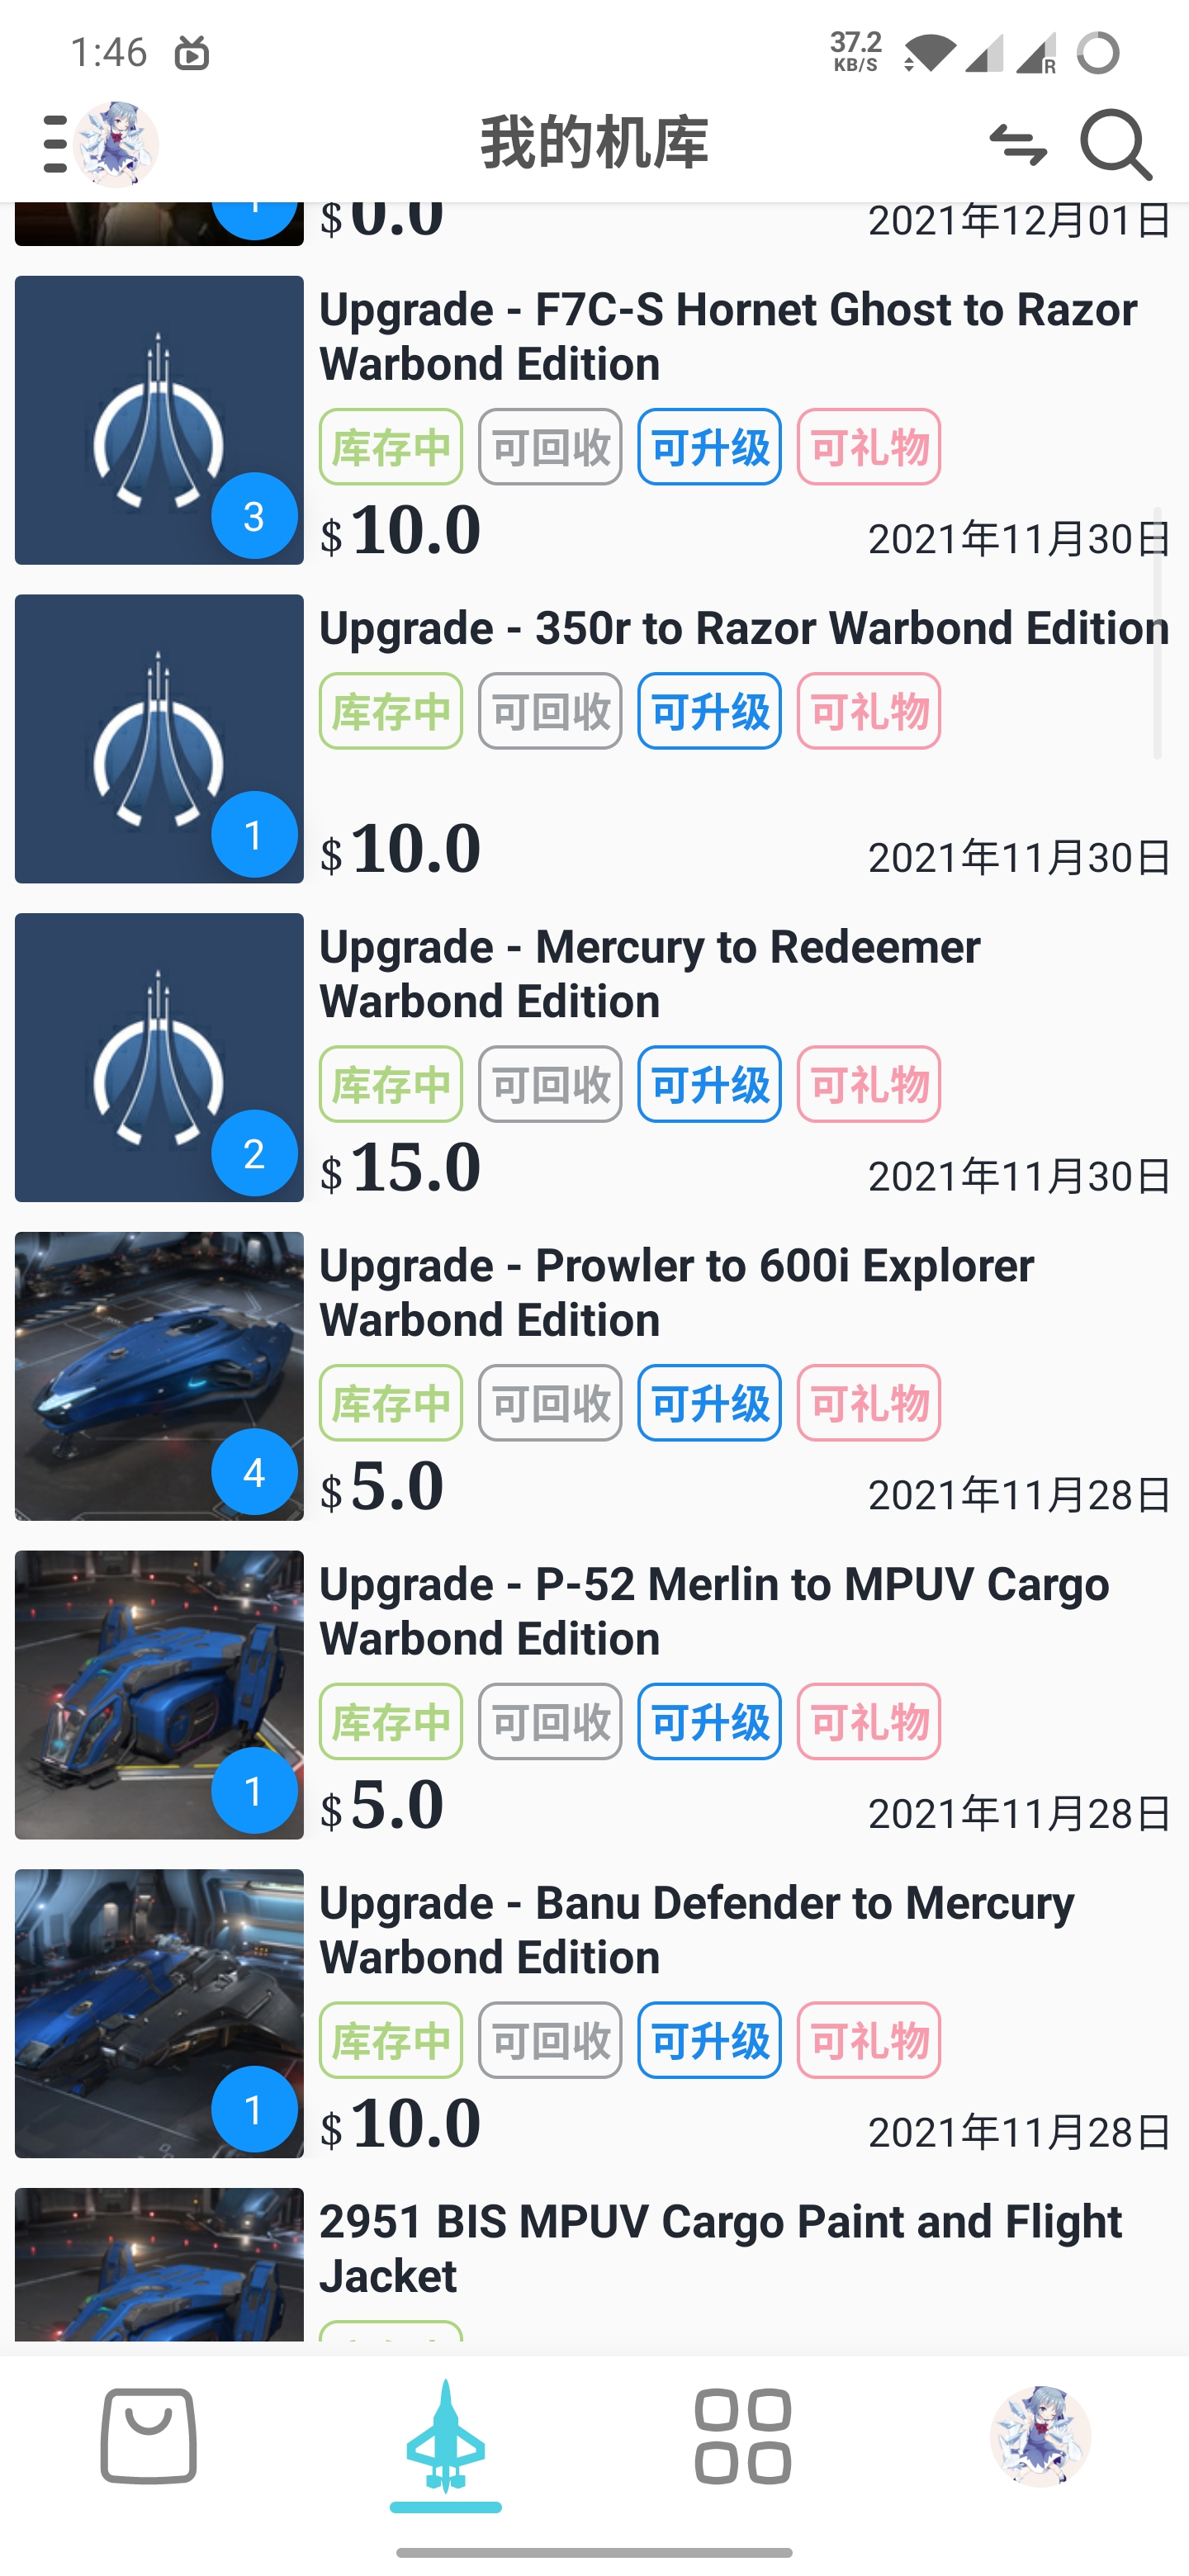 1:46
37.2
KB/S
R
我的机库
$ 0.0
2021年12月01日
Upgrade - F7C-S Hornet Ghost to Razor
Warbond Edition
库存中 可回收 可升级 可礼物
3
$ 10.0
2021年11月30日
Upgrade - 350r to Razor Warbond Edition
库存中 可回收 可升级 可礼物
1
$ 10.0
2021年11月30日
Upgrade - Mercury to Redeemer
Warbond Edition
库存中 可回收 可升级 可礼物
2
$ 15.0
2021年11月30日
Upgrade - Prowler to 600i Explorer
Warbond Edition
库存中 可回收 可升级 可礼物
4
$ 5.0
2021年11月28日
Upgrade - P-52 Merlin to MPUV Cargo
Warbond Edition
库存中 可回收 可升级 可礼物
1
$ 5.0
2021年11月28日
Upgrade - Banu Defender to Mercury
Warbond Edition
库存中 可回收 可升级 可礼物
1
$ 10.0
2021年11月28日
2951 BIS MPUV Cargo Paint and Flight
Jacket